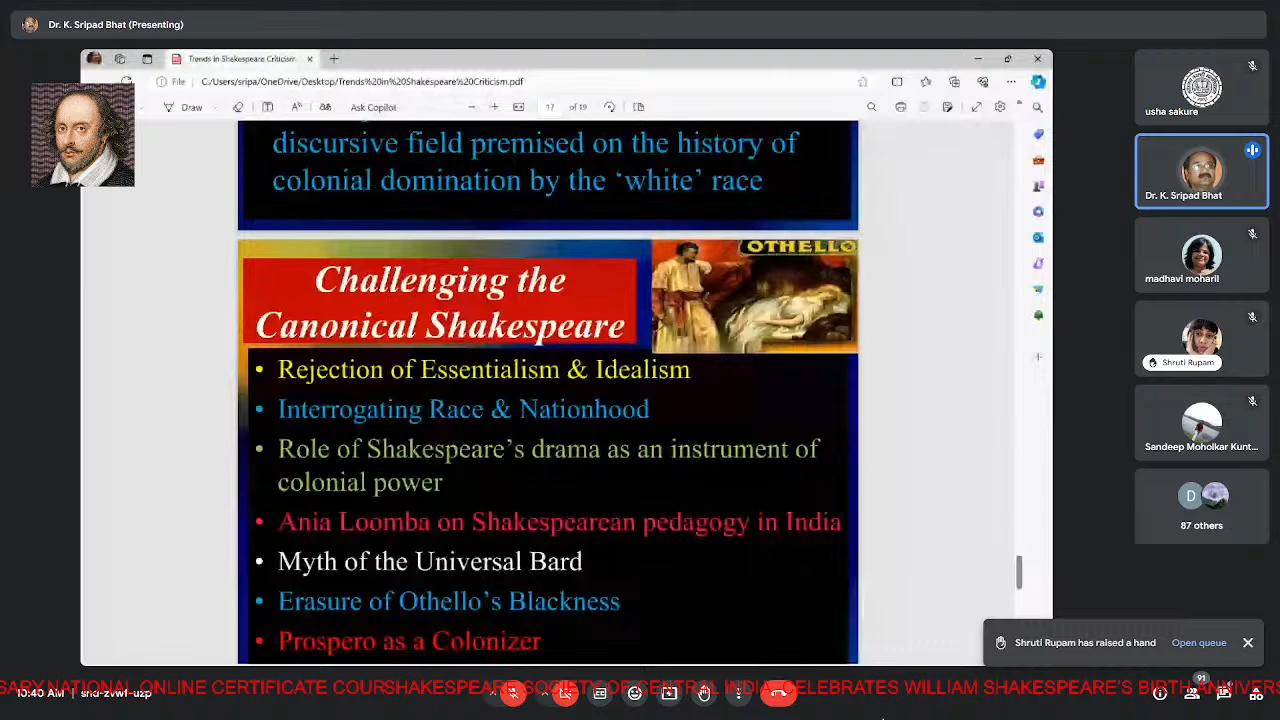 Dr. K. Sripad Bhat (Presenting)
Trends in Shakespeare Criticism
File
C:/Users/sripa/OneDrive/Desktop/Trends%20in%20Shakespeare%20Criticism.pdf
Draw
Ask Copilot
17 of 19
discursive field premised on the history of
colonial domination by the ‘white’ race
OTHELLO
Challenging the
Canonical Shakespeare
• Rejection of Essentialism & Idealism
• Interrogating Race & Nationhood
• Role of Shakespeare’s drama as an instrument of
colonial power
• Ania Loomba on Shakespearean pedagogy in India
• Myth of the Universal Bard
• Erasure of Othello’s Blackness
• Prospero as a Colonizer
usha sakure
Dr. K. Sripad Bhat
madhavi moharil
Shruti Rupam
Sandeep Moholkar Kunt...
D
87 others
Shruti Rupam has raised a hand
Open queue
91
10:40 AM
SARY NATIONAL ONLINE CERTIFICATE COURSHAKESPEARE SOCIETY OF CENTRAL INDIA CELEBRATES WILLIAM SHAKESPEARE'S BIRTH ANNIVERS